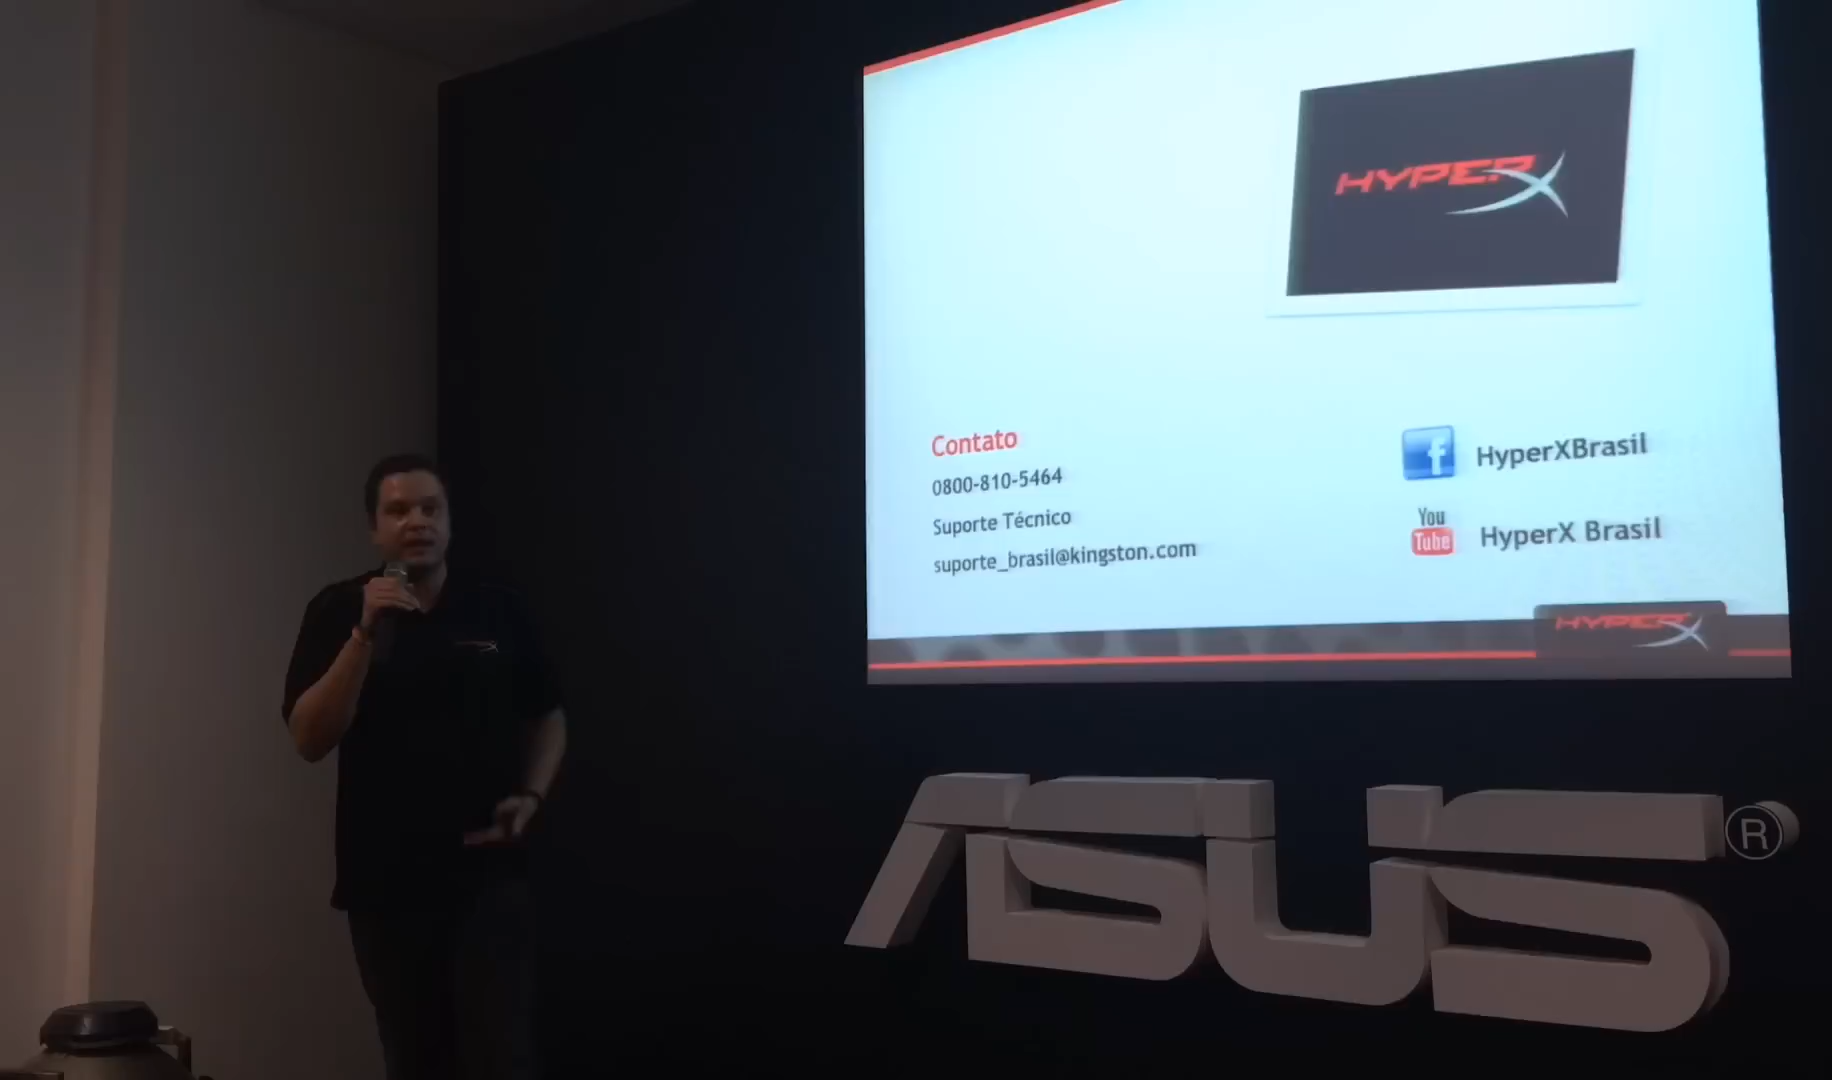 HYPERX
Contato
0800-810-5464
Suporte Técnico
suporte_brasil@kingston.com
f HyperXBrasil
You Tube HyperX Brasil
HYPERX
ASUS®